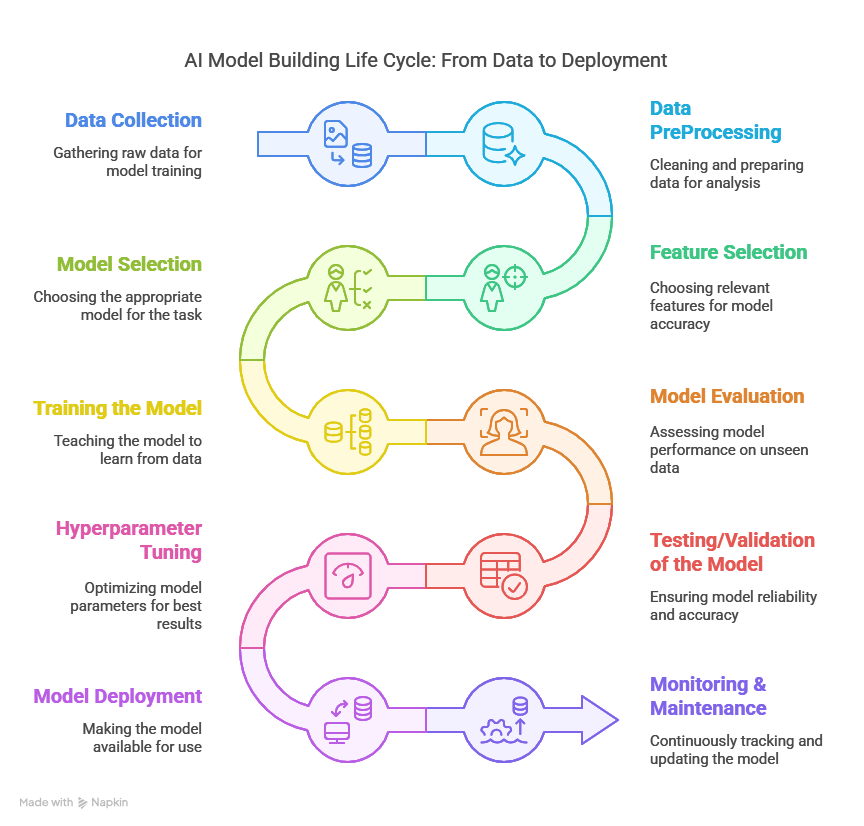 AI Model Building Life Cycle: From Data to Deployment
Data Collection
Gathering raw data for
model training
Data
PreProcessing
Cleaning and preparing
data for analysis
Feature Selection
Choosing relevant
features for model
accuracy
Model Selection
Choosing the appropriate
model for the task
Training the Model
Teaching the model to
learn from data
Model Evaluation
Assessing model
performance on unseen
data
Testing/Validation
of the Model
Ensuring model reliability
and accuracy
Hyperparameter
Tuning
Optimizing model
parameters for best
results
Model Deployment
Making the model
available for use
Monitoring &
Maintenance
Continuously tracking and
updating the model
Made with Napkin